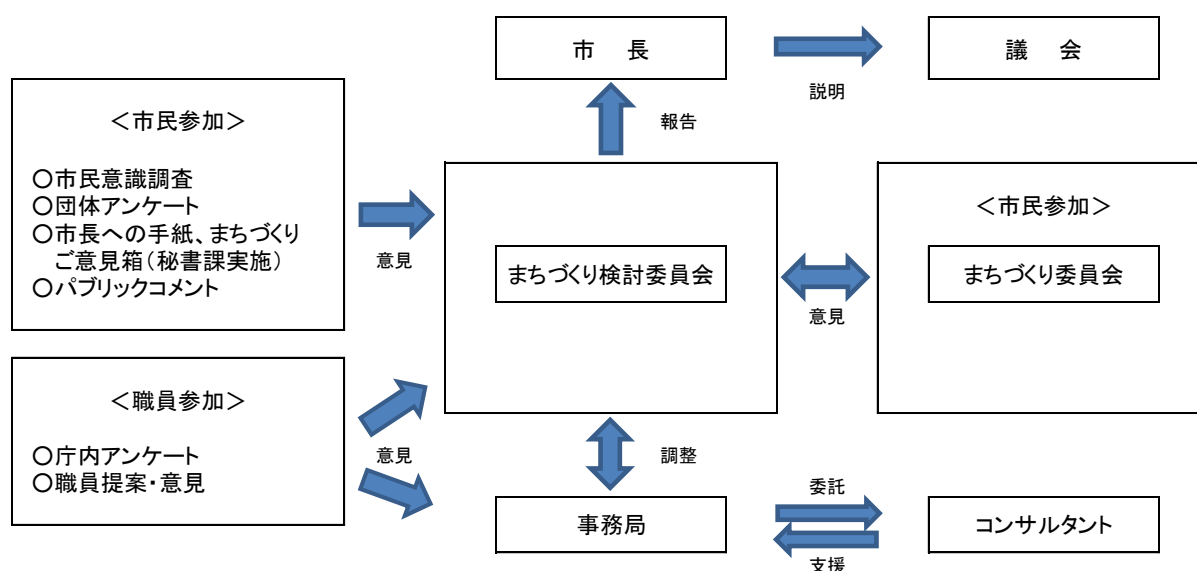 市　長
議　会
説明
報告
＜市民参加＞
○市民意識調査
○団体アンケート
○市長への手紙、まちづくり
ご意見箱（秘書課実施）
○パブリックコメント
意見
まちづくり検討委員会
意見
＜市民参加＞
まちづくり委員会
＜職員参加＞
○庁内アンケート
○職員提案・意見
意見
調整
事務局
委託
支援
コンサルタント